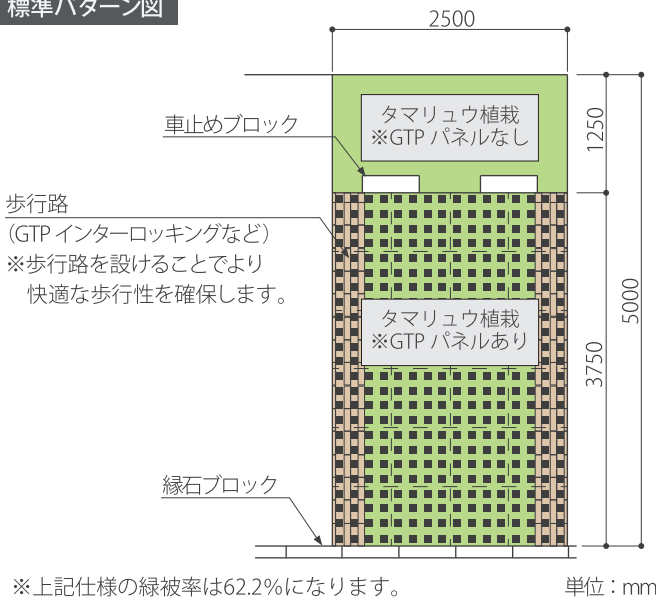 標準パターン図
2500
タマリュウ植栽
※GTP パネルなし
車止めブロック
1250
歩行路
（GTP インターロッキングなど）
※歩行路を設けることでより
快適な歩行性を確保します。
タマリュウ植栽
※GTP パネルあり
5000
3750
縁石ブロック
※上記仕様の緑被率は62.2%になります。
単位：mm